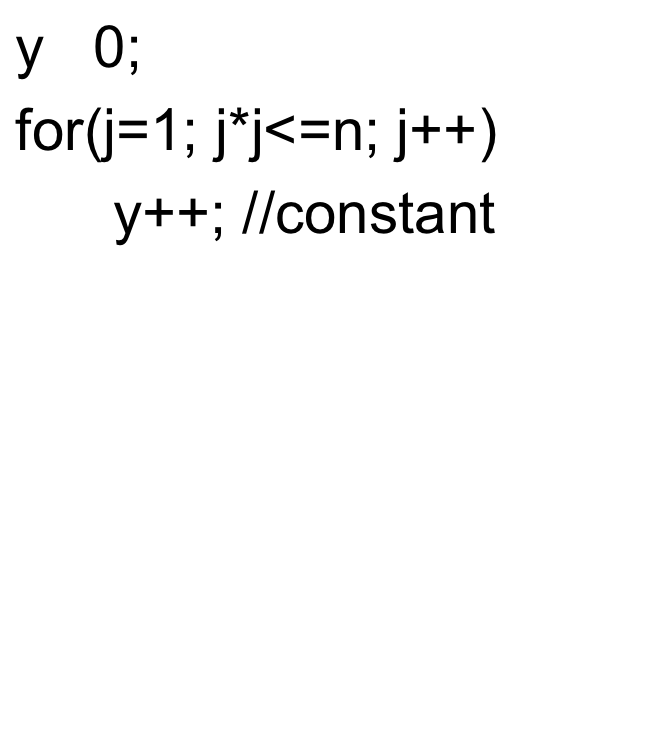 y 0;
for(j=1; j*j<=n; j++)
y++; //constant